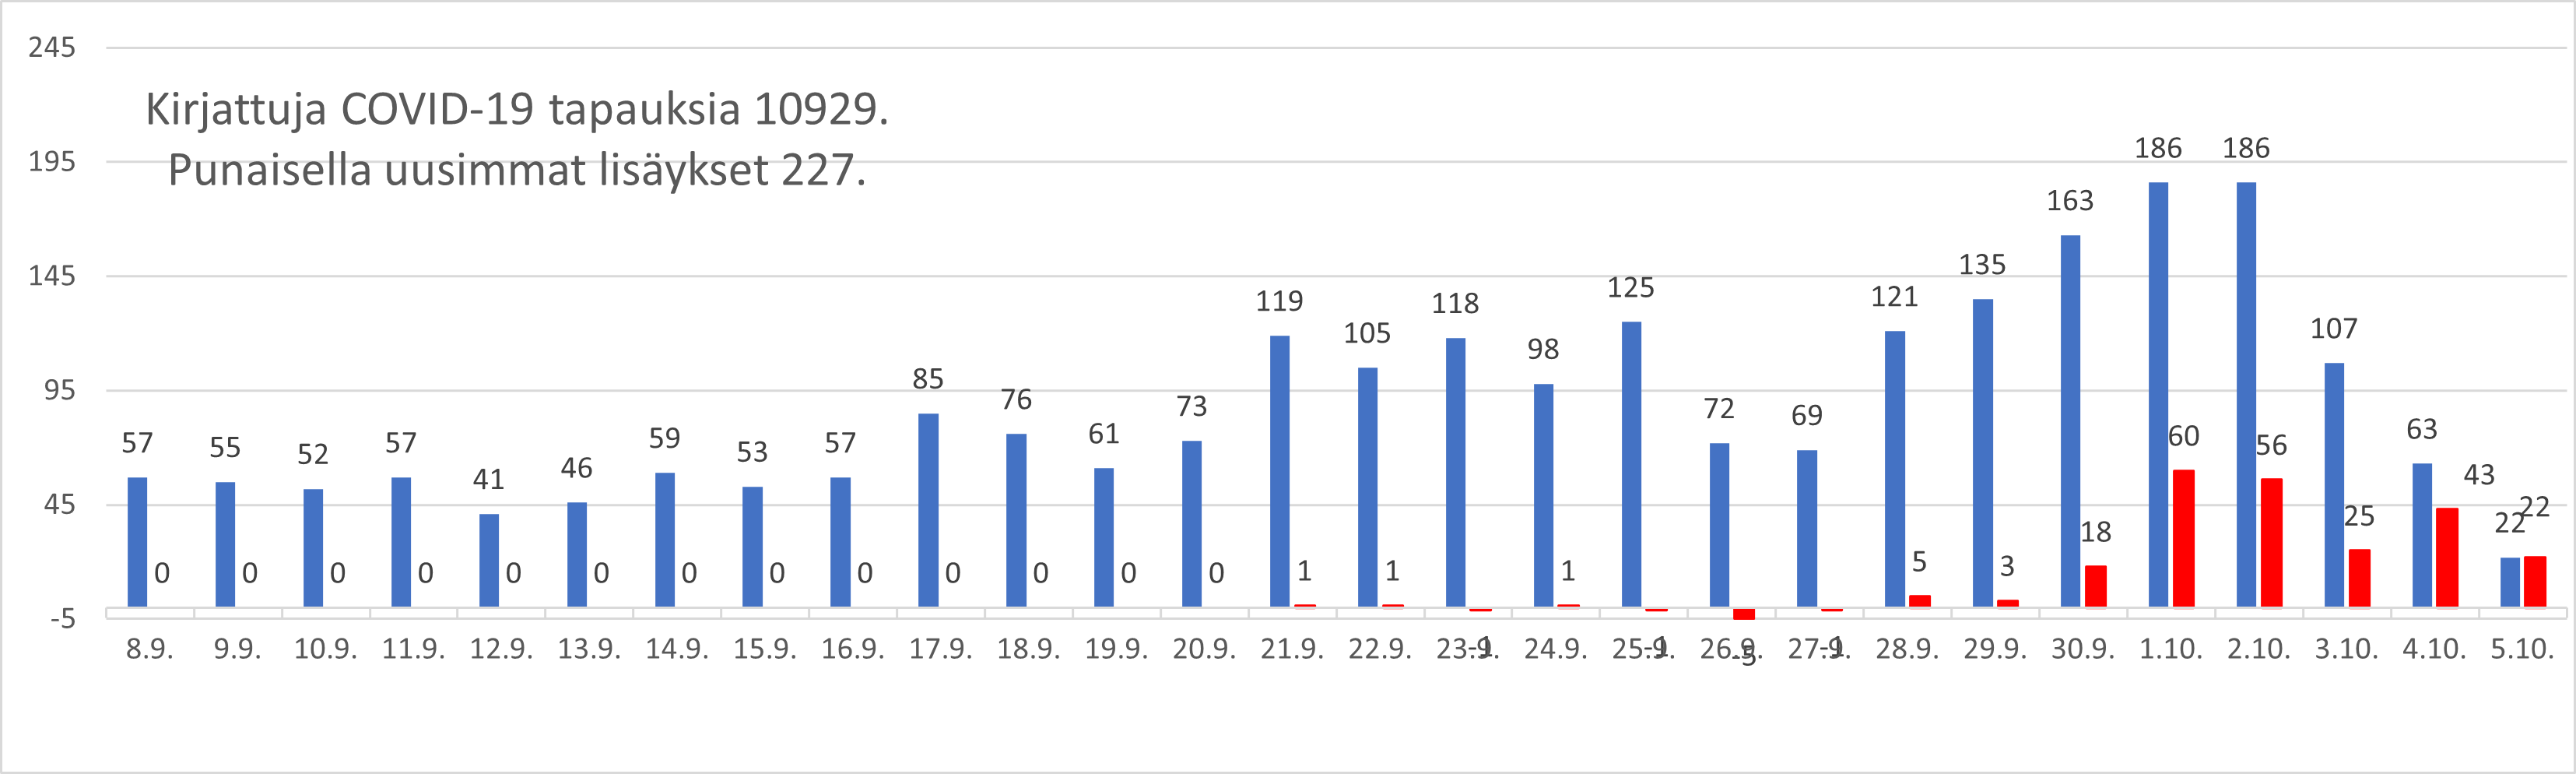 245
Kirjattuja COVID-19 tapauksia 10929.
Punaisella uusimmat lisäykset 227.
195
145
95
45
-5
57 55 52 57 41 46 59 53 57 85 76 61 73 119 105 118 98 125 72 69 121 135 163 186 186 107 63 22
0 0 0 0 0 0 0 0 0 0 0 0 0 1 1 -1 1 -1 -5 -1 5 3 18 60 56 25 43 22
8.9. 9.9. 10.9. 11.9. 12.9. 13.9. 14.9. 15.9. 16.9. 17.9. 18.9. 19.9. 20.9. 21.9. 22.9. 23.9. 24.9. 25.9. 26.9. 27.9. 28.9. 29.9. 30.9. 1.10. 2.10. 3.10. 4.10. 5.10.